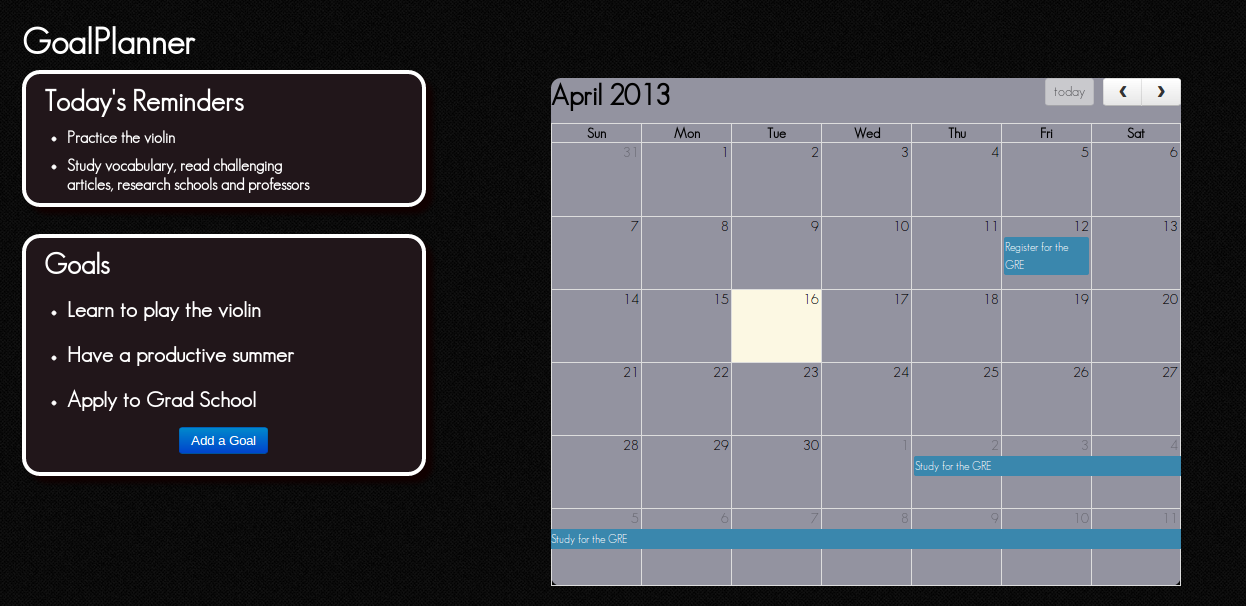 GoalPlanner
Today's Reminders
Practice the violin
Study vocabulary, read challenging
articles, research schools and professors
Goals
Learn to play the violin
Have a productive summer
Apply to Grad School
Add a Goal
April 2013
today
Sun Mon Tue Wed Thu Fri Sat
31 1 2 3 4 5 6
7 8 9 10 11 12 13
Register for the
GRE
14 15 16 17 18 19 20
21 22 23 24 25 26 27
28 29 30 1 2 3 4
Study for the GRE
5 6 7 8 9 10 11
Study for the GRE